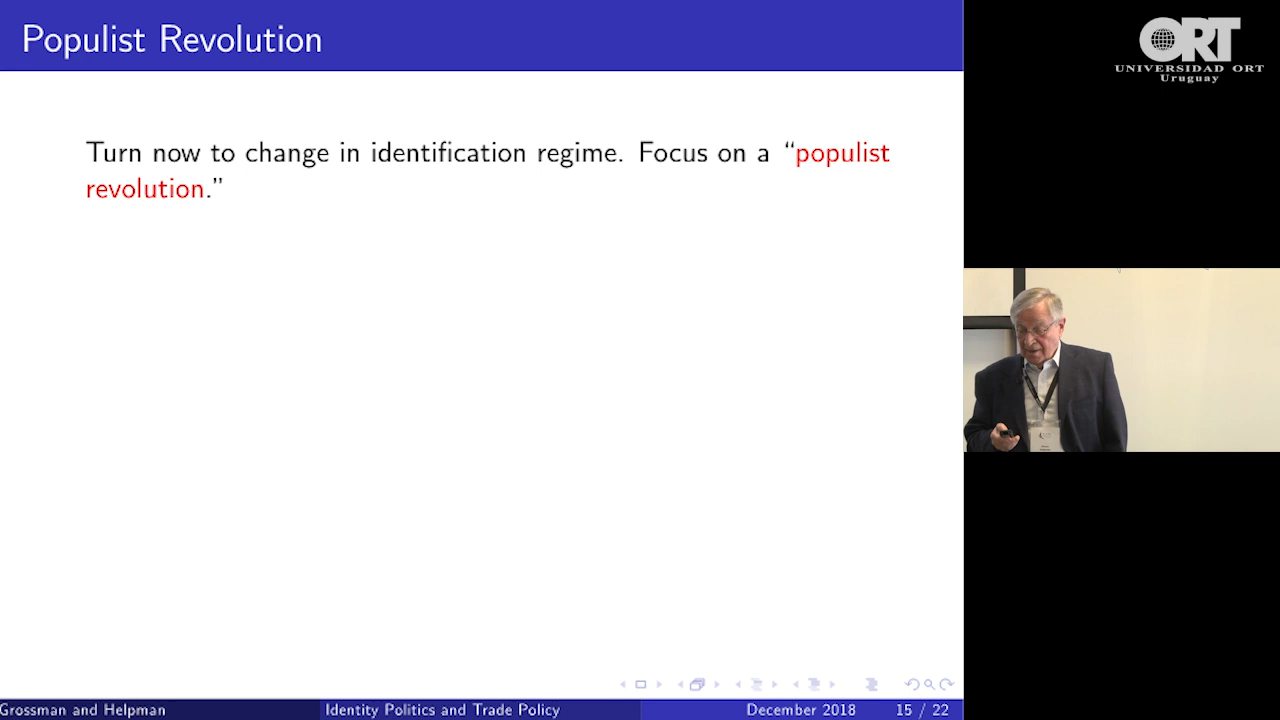 Populist Revolution
Turn now to change in identification regime. Focus on a “populist
revolution.”
Grossman and Helpman
Identity Politics and Trade Policy
December 2018
15 / 22
ORT
UNIVERSIDAD ORT
Uruguay